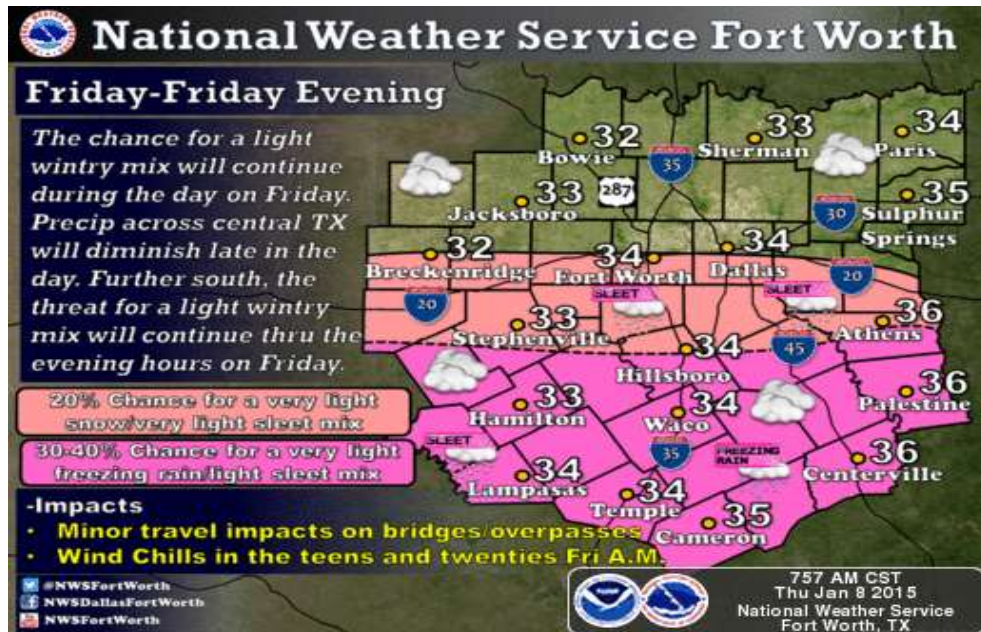 National Weather Service Fort Worth
Friday-Friday Evening
The chance for a light
wintry mix will continue
during the day on Friday.
Precip across central TX
will diminish late in the
day. Further south, the
threat for a light wintry
mix will continue thru the
evening hours on Friday.
20% Chance for a very light
snow/very light sleet mix
30-40% Chance for a very light
freezing rain/light sleet mix
-Impacts
• Minor travel impacts on bridges/overpasses
• Wind Chills in the teens and twenties Fri A.M.
@NWSFortWorth
NWSDallasFortWorth
NWSFortWorth
32
Bowie
35
33
Sherman
34
Paris
33
Jacksboro
287
30
35
Sulphur
Springs
32
Breckenridge
34
Fort Worth
34
Dallas
20
SLEET
SLEET
20
33
Stephenville
36
Athens
34
Hillsboro
45
33
Hamilton
34
Waco
36
Palestine
SLEET
35
FREEZING
RAIN
36
Centerville
34
Lampasas
34
Temple
35
Cameron
757 AM CST
Thu Jan 8 2015
National Weather Service
Fort Worth, TX